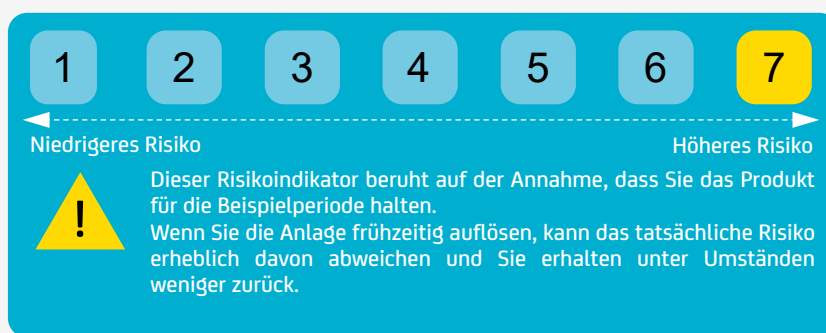 1 2 3 4 5 6 7
Niedrigeres Risiko Höheres Risiko
Dieser Risikoindikator beruht auf der Annahme, dass Sie das Produkt
für die Beispielperiode halten.
Wenn Sie die Anlage frühzeitig auflösen, kann das tatsächliche Risiko
erheblich davon abweichen und Sie erhalten unter Umständen
weniger zurück.
!